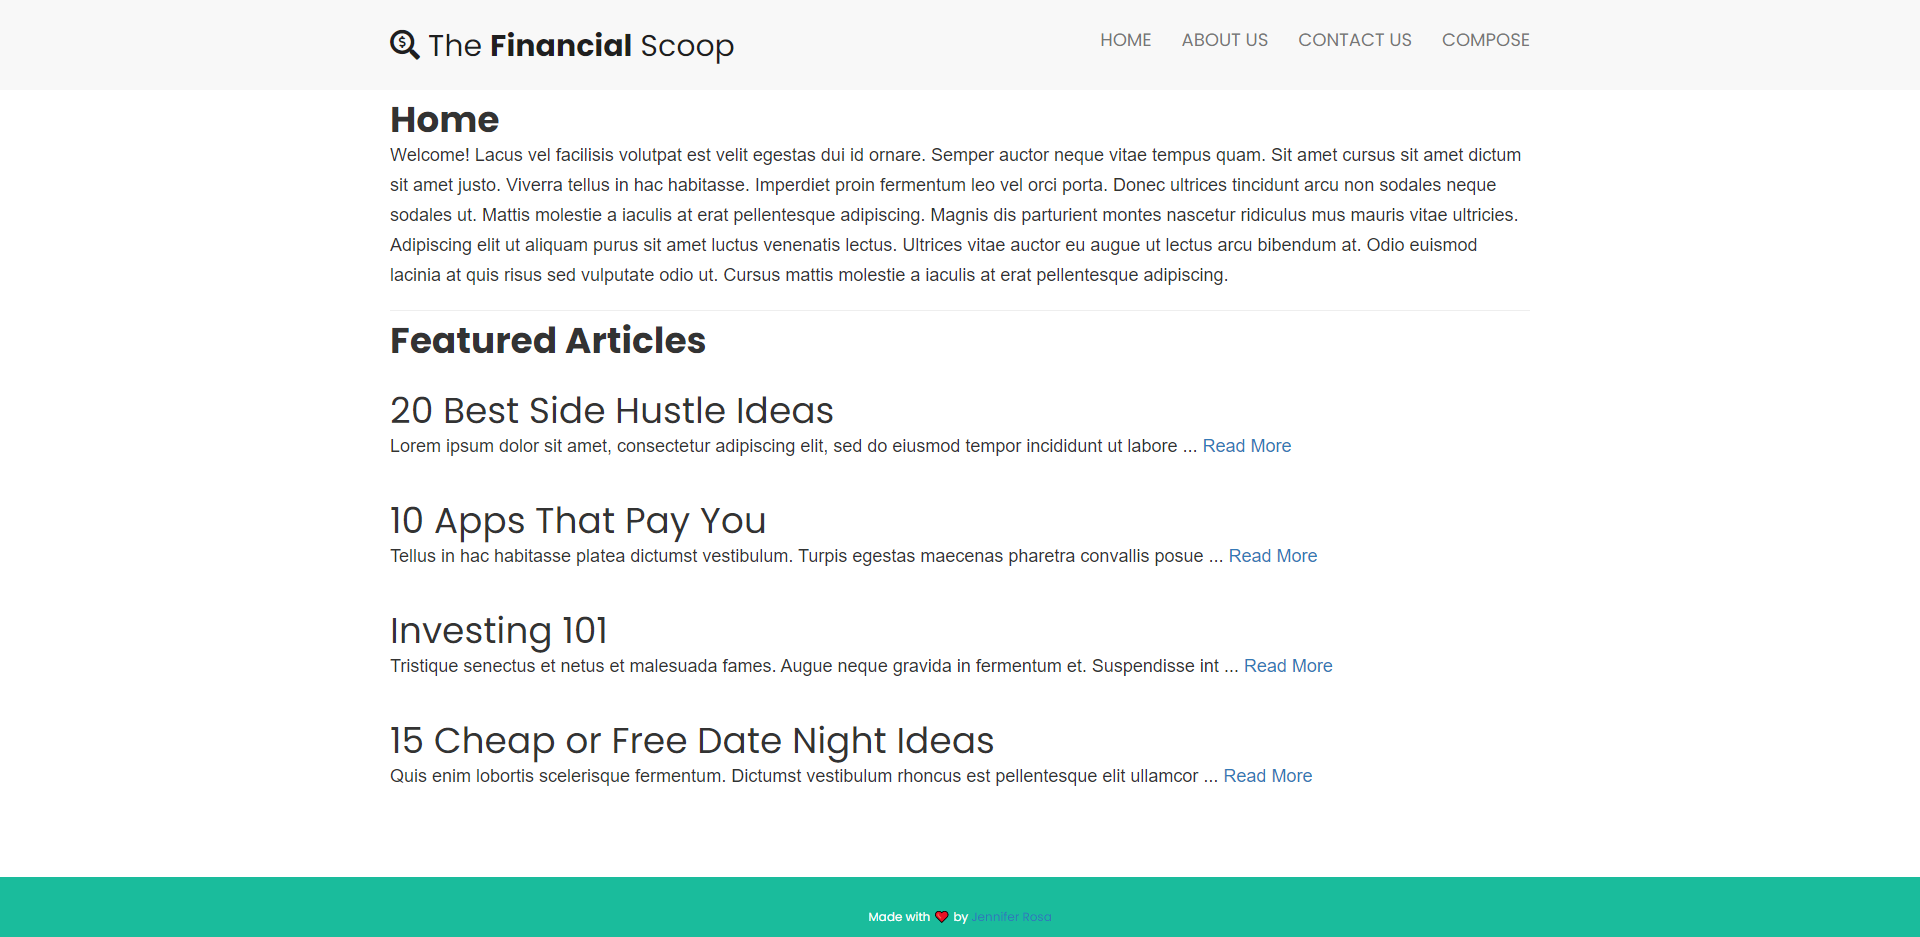 The Financial Scoop
HOME ABOUT US CONTACT US COMPOSE
Home
Welcome! Lacus vel facilisis volutpat est velit egestas dui id ornare. Semper auctor neque vitae tempus quam. Sit amet cursus sit amet dictum
sit amet justo. Viverra tellus in hac habitasse. Imperdiet proin fermentum leo vel orci porta. Donec ultrices tincidunt arcu non sodales neque
sodales ut. Mattis molestie a iaculis at erat pellentesque adipiscing. Magnis dis parturient montes nascetur ridiculus mus mauris vitae ultricies.
Adipiscing elit ut aliquam purus sit amet luctus venenatis lectus. Ultrices vitae auctor eu augue ut lectus arcu bibendum at. Odio euismod
lacinia at quis risus sed vulputate odio ut. Cursus mattis molestie a iaculis at erat pellentesque adipiscing.
Featured Articles
20 Best Side Hustle Ideas
Lorem ipsum dolor sit amet, consectetur adipiscing elit, sed do eiusmod tempor incididunt ut labore ... Read More
10 Apps That Pay You
Tellus in hac habitasse platea dictumst vestibulum. Turpis egestas maecenas pharetra convallis posue ... Read More
Investing 101
Tristique senectus et netus et malesuada fames. Augue neque gravida in fermentum et. Suspendisse int ... Read More
15 Cheap or Free Date Night Ideas
Quis enim lobortis scelerisque fermentum. Dictumst vestibulum rhoncus est pellentesque elit ullamcor ... Read More
Made with ❤ by Jennifer Rosa